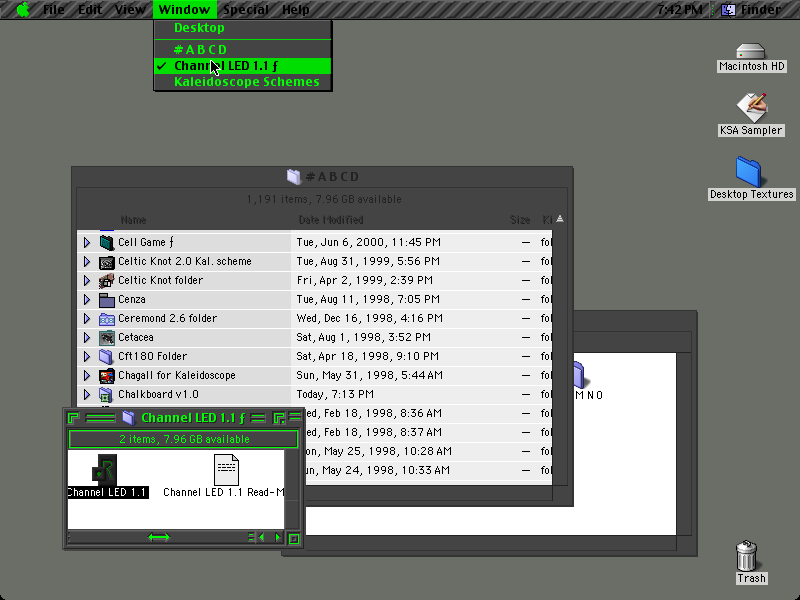 File Edit View Window Special Help 7:42 PM Finder
Desktop
#ABCD
✓ Channel LED 1.1 ƒ
Kaleidoscope Schemes
Macintosh HD
KSA Sampler
Desktop Textures
#ABCD
1,191 items, 7.96 GB available
Name Date Modified Size Ki
Cell Game ƒ Tue, Jun 6, 2000, 11:45 PM — fol
Celtic Knot 2.0 Kal. scheme Tue, Aug 31, 1999, 5:56 PM — fol
Celtic Knot folder Fri, Apr 2, 1999, 2:39 PM — fol
Cenza Tue, Aug 11, 1998, 7:05 PM — fol
Ceremond 2.6 folder Wed, Dec 16, 1998, 4:16 PM — fol
Cetacea Sat, Aug 1, 1998, 3:52 PM — fol
Cft180 Folder Sat, Apr 18, 1998, 9:10 PM — fol
Chagall for Kaleidoscope Sun, May 31, 1998, 5:44 AM — fol
Chalkboard v1.0 Today, 7:13 PM — fol
ed, Feb 18, 1998, 8:36 AM — fol
ed, Feb 18, 1998, 8:37 AM — fol
on, May 25, 1998, 10:28 AM — fol
un, May 24, 1998, 10:33 AM — fol
M N O
Channel LED 1.1 ƒ
2 items, 7.96 GB available
Channel LED 1.1
Channel LED 1.1 Read-M
Trash